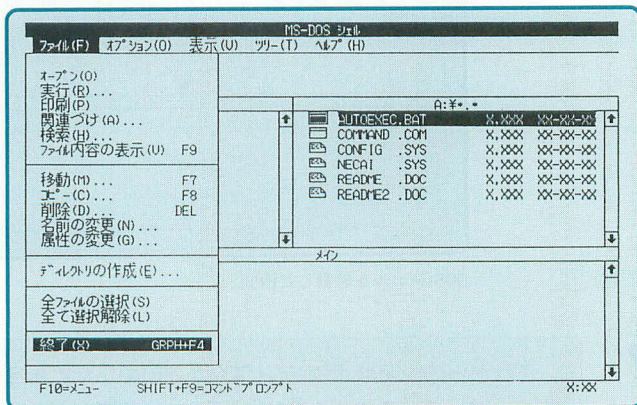 MS-DOS シェル
ファイル(F) オプション(O) 表示(V) ツリー(T) ヘルプ(H)
オープン(O)
実行(R)...
印刷(P)
関連づけ(A)...
検索(H)...
ファイル内容の表示(V) F9
移動(M)... F7
コピー(C)... F8
削除(D)... DEL
名前の変更(N)...
属性の変更(G)...
ディレクトリの作成(E)...
全ファイルの選択(S)
全て選択解除(L)
終了(X) GRPH+F4
A:¥*.*
AUTOEXEC.BAT X,XXX XX-XX-XX
COMMAND .COM X,XXX XX-XX-XX
CONFIG .SYS X,XXX XX-XX-XX
NECAI .SYS X,XXX XX-XX-XX
README .DOC X,XXX XX-XX-XX
README2 .DOC X,XXX XX-XX-XX
メイン
F10=メニュー SHIFT+F9=コマンドプロンプト X:XX